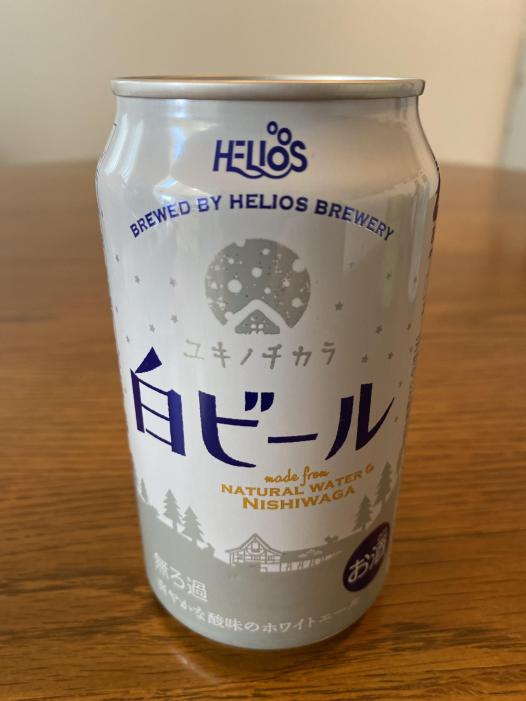 HELIOS
BREWED BY HELIOS BREWERY
ユキノチカラ
白ビール
made from
NATURAL WATER to
NISHIWAGA
お酒
無ろ過
爽やかな酸味のホワイトエール